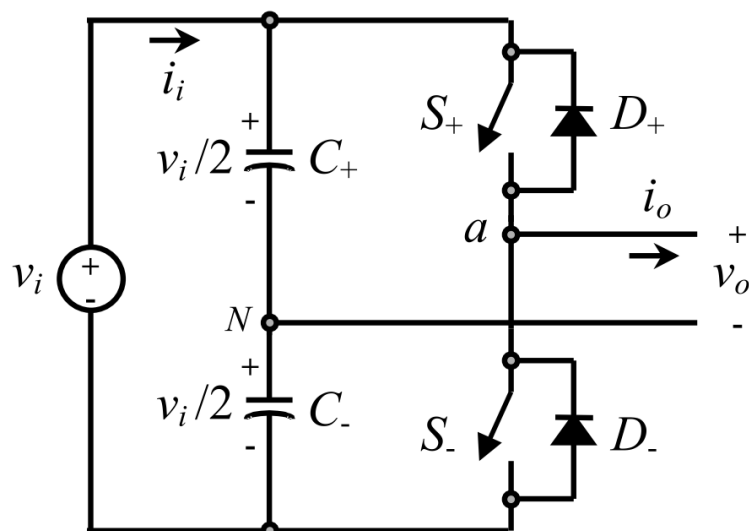 i_i
+
v_i/2 C_+
-
S_+ D_+
a
i_o
+
v_o
-
v_i
+
-
N
+
v_i/2 C_-
-
S_- D_-